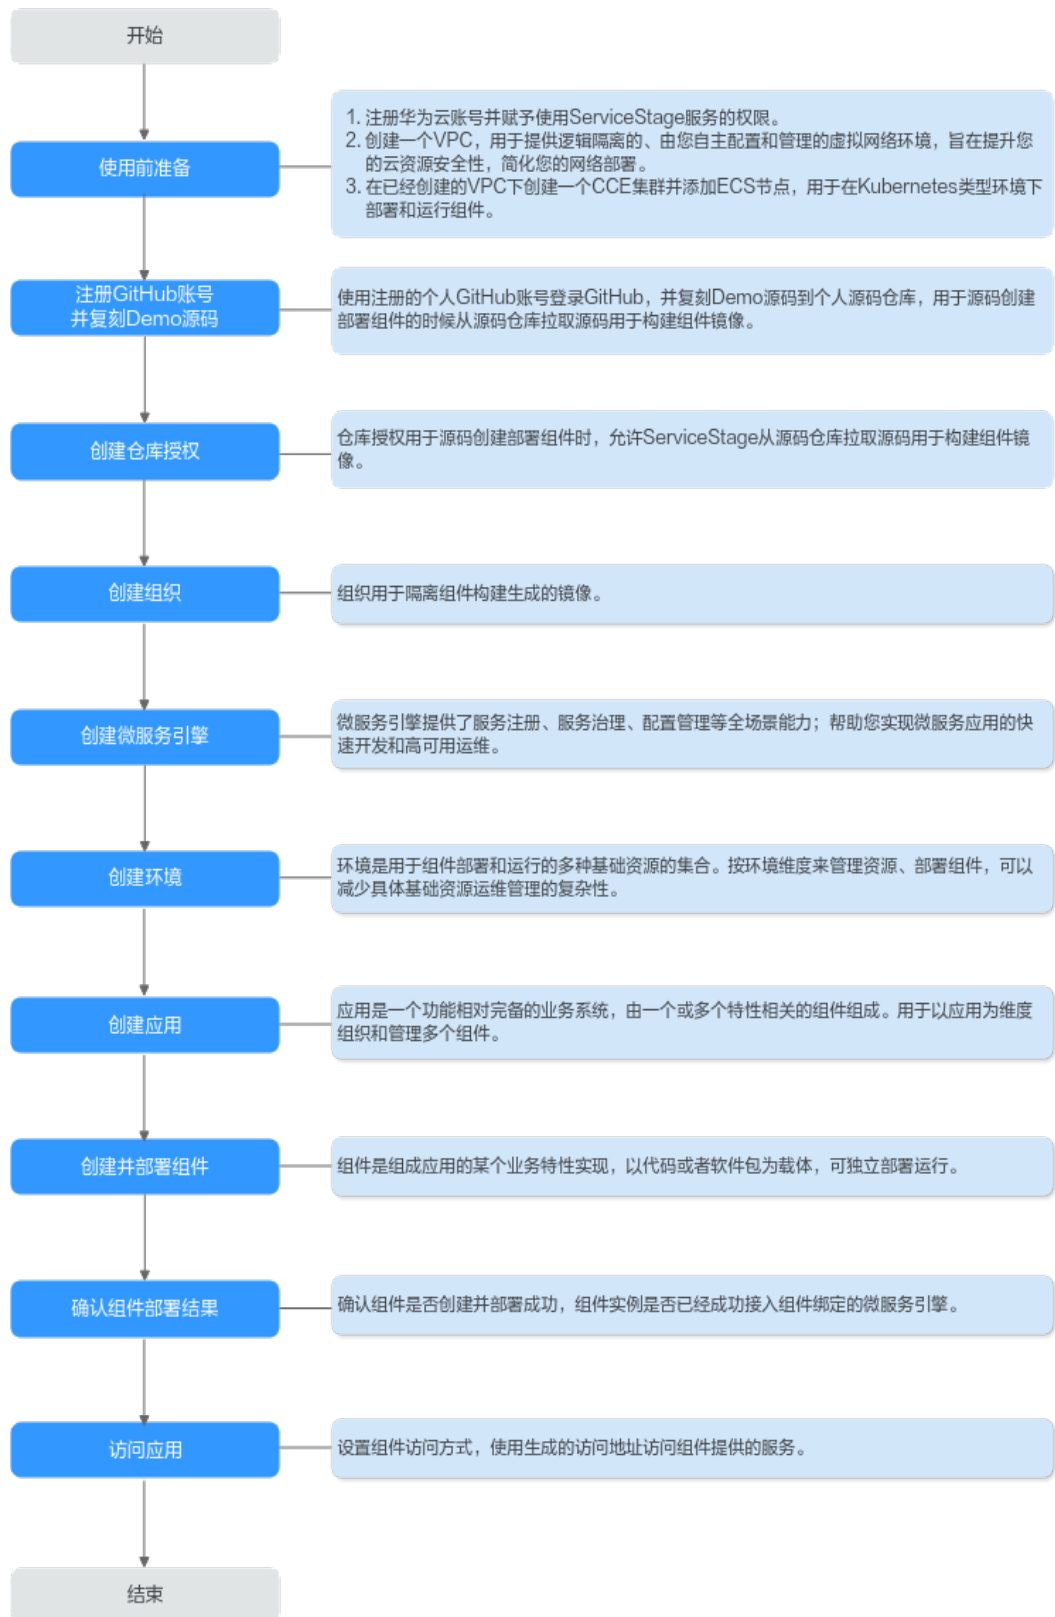 开始
使用前准备
1. 注册华为云账号并赋予使用ServiceStage服务的权限。
2. 创建一个VPC，用于提供逻辑隔离的、由您自主配置和管理的虚拟网络环境，旨在提升您
的云资源安全性，简化您的网络部署。
3. 在已经创建的VPC下创建一个CCE集群并添加ECS节点，用于在Kubernetes类型环境下
部署和运行组件。
注册GitHub账号
并复刻Demo源码
使用注册的个人GitHub账号登录GitHub，并复刻Demo源码到个人源码仓库，用于源码创建
部署组件的时候从源码仓库拉取源码用于构建组件镜像。
创建仓库授权
仓库授权用于源码创建部署组件时，允许ServiceStage从源码仓库拉取源码用于构建组件镜
像。
创建组织
组织用于隔离组件构建生成的镜像。
创建微服务引擎
微服务引擎提供了服务注册、服务治理、配置管理等全场景能力；帮助您实现微服务应用的快
速开发和高可用运维。
创建环境
环境是用于组件部署和运行的多种基础资源的集合。按环境维度来管理资源、部署组件，可以
减少具体基础资源运维管理的复杂性。
创建应用
应用是一个功能相对完备的业务系统，由一个或多个特性相关的组件组成。用于以应用为维度
组织和管理多个组件。
创建并部署组件
组件是组成应用的某个业务特性实现，以代码或者软件包为载体，可独立部署运行。
确认组件部署结果
确认组件是否创建并部署成功，组件实例是否已经成功接入组件绑定的微服务引擎。
访问应用
设置组件访问方式，使用生成的访问地址访问组件提供的服务。
结束